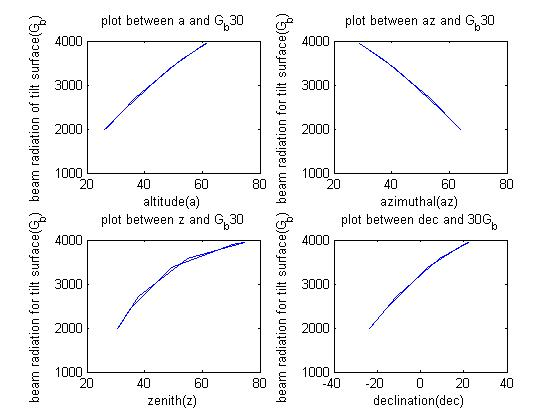 plot between a and G_b30
plot between az and G_b30
beam radiation of tilt surface(G_b)
4000
3000
2000
1000
20
40
60
80
altitude(a)
beam radiation for tilt surface(G_b)
4000
3000
2000
1000
20
40
60
80
azimuthal(az)
plot between z and G_b30
plot between dec and 30G_b
beam radiation for tilt surface(G_b)
4000
3000
2000
1000
20
40
60
80
zenith(z)
beam radiation for tilt surface(G_b)
4000
3000
2000
1000
-40
-20
0
20
40
declination(dec)